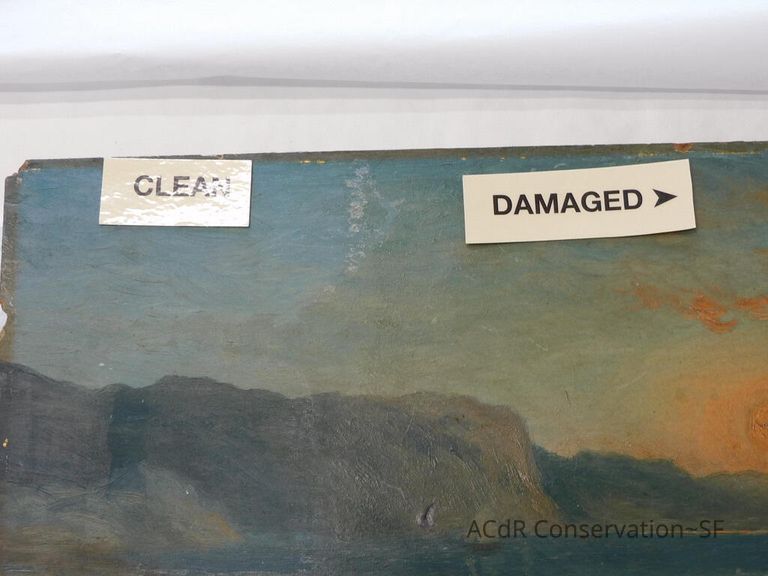 CLEAN
DAMAGED ➤
ACdR Conservation~SF